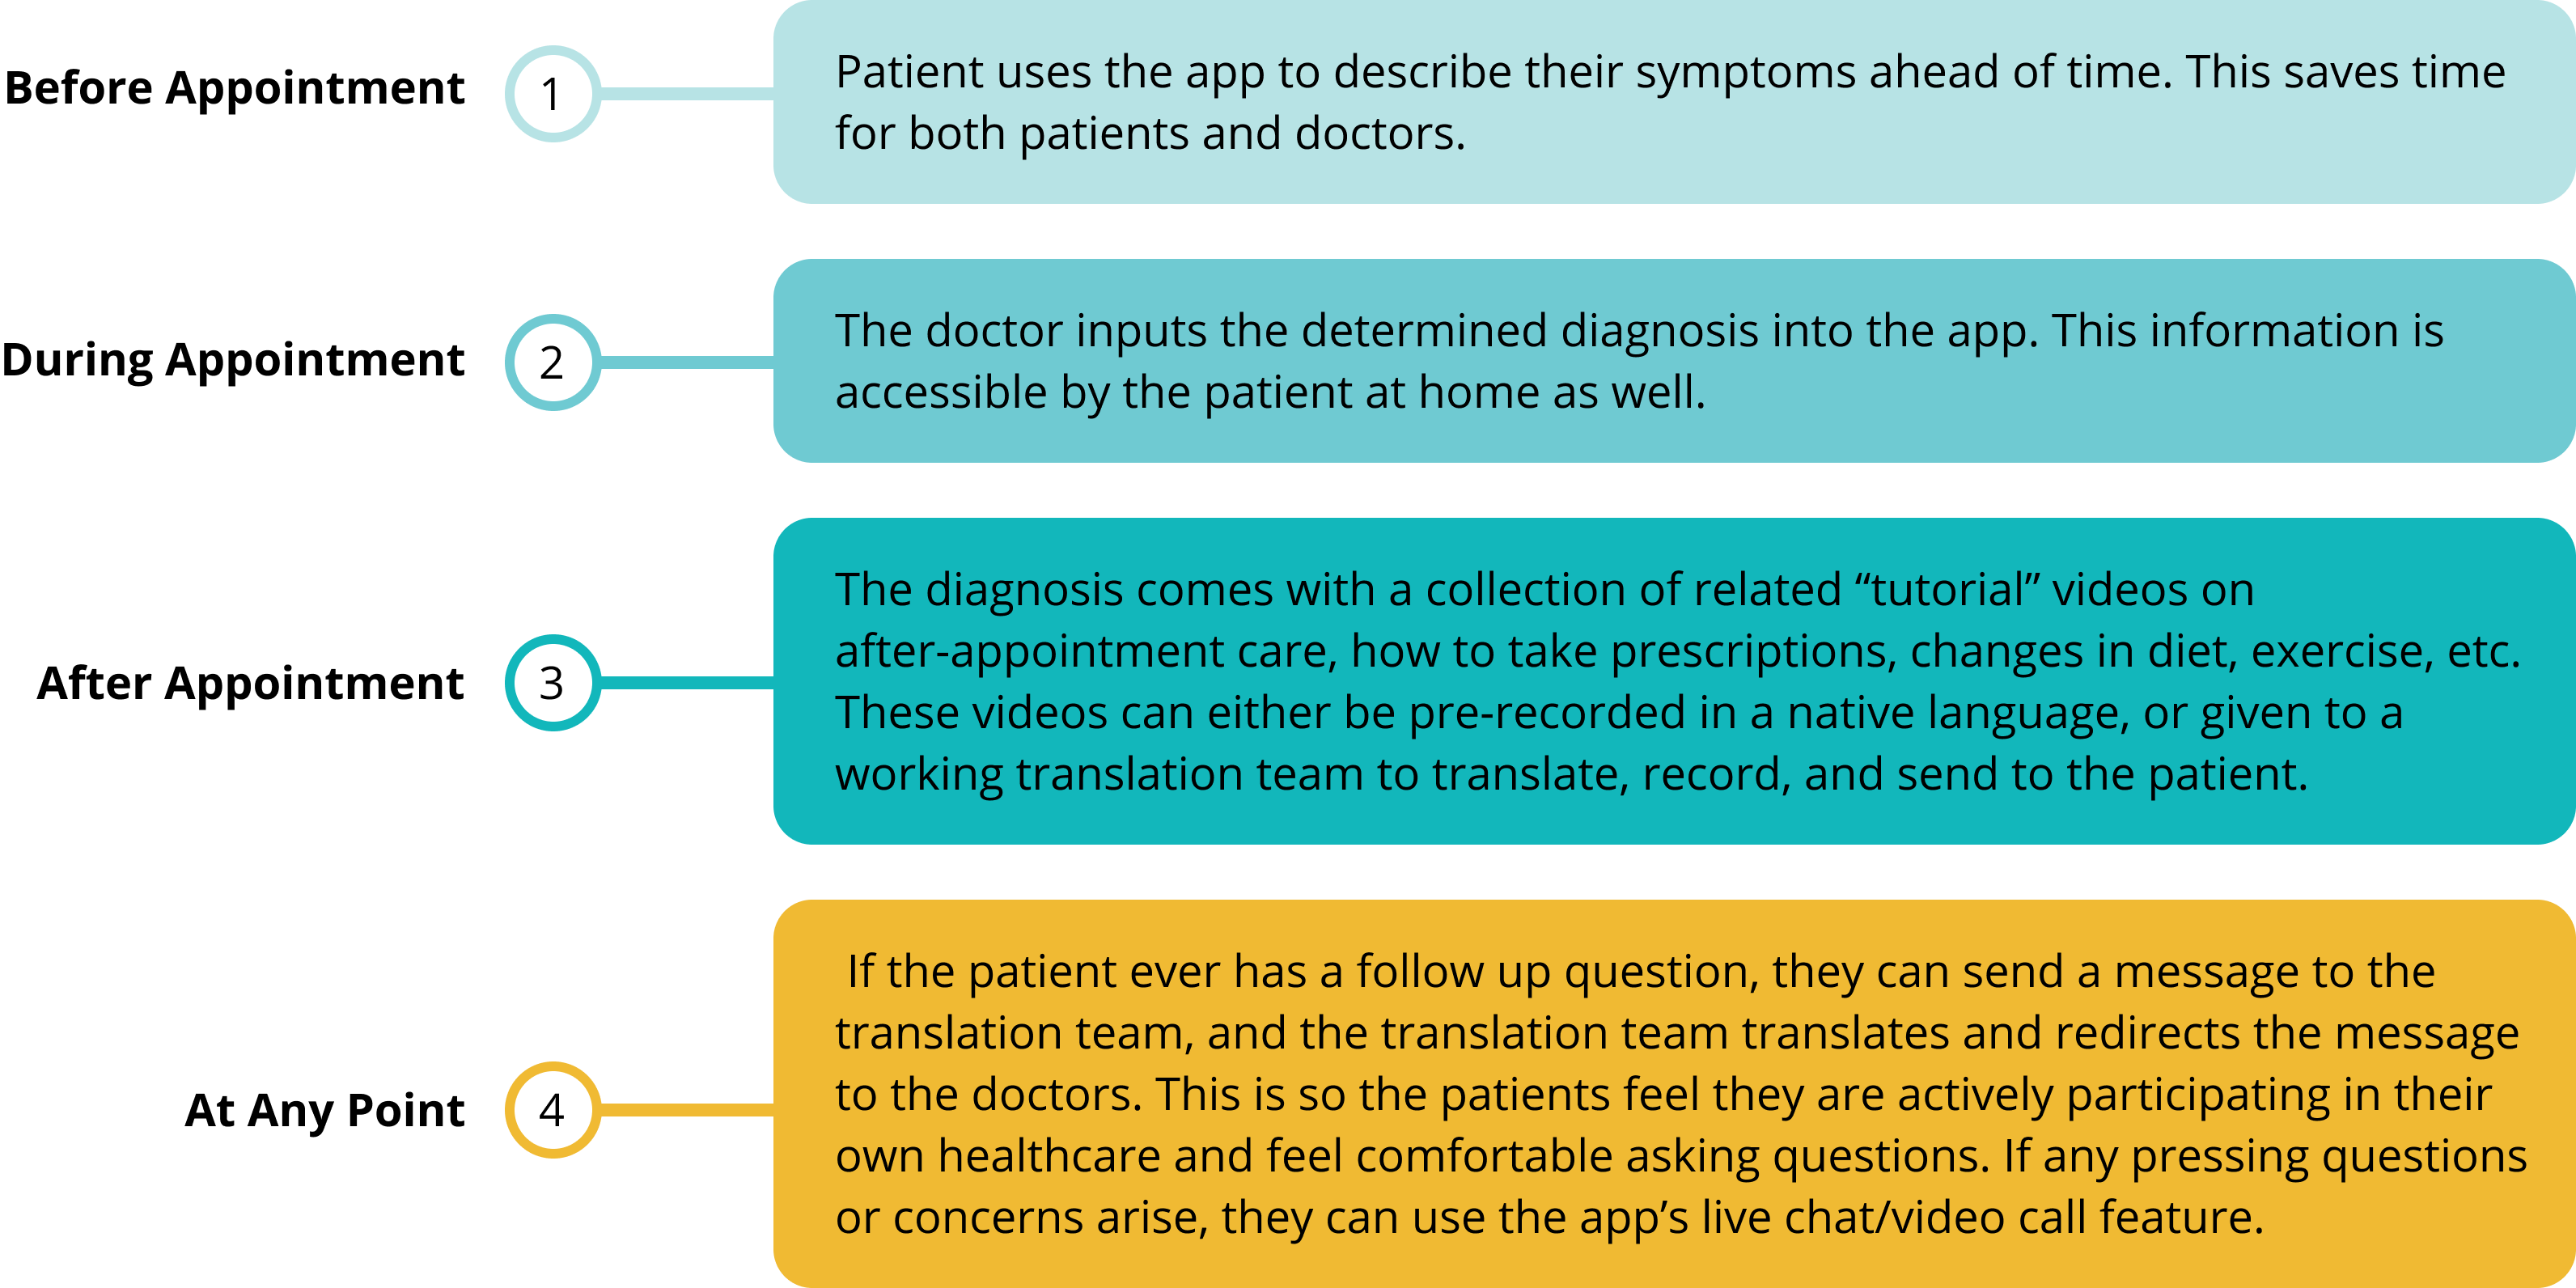 Before Appointment
1
Patient uses the app to describe their symptoms ahead of time. This saves time
for both patients and doctors.
During Appointment
2
The doctor inputs the determined diagnosis into the app. This information is
accessible by the patient at home as well.
After Appointment
3
The diagnosis comes with a collection of related “tutorial” videos on
after-appointment care, how to take prescriptions, changes in diet, exercise, etc.
These videos can either be pre-recorded in a native language, or given to a
working translation team to translate, record, and send to the patient.
At Any Point
4
If the patient ever has a follow up question, they can send a message to the
translation team, and the translation team translates and redirects the message
to the doctors. This is so the patients feel they are actively participating in their
own healthcare and feel comfortable asking questions. If any pressing questions
or concerns arise, they can use the app’s live chat/video call feature.